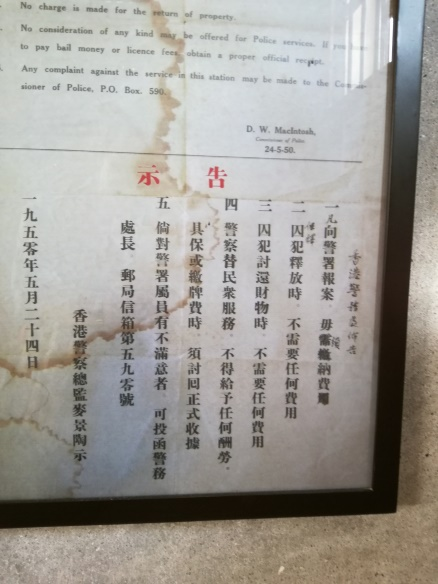 No charge is made for the return of property.
No consideration of any kind may be offered for Police services. If you have
to pay bail money or licence fees, obtain a proper official receipt.
Any complaint against the service in this station may be made to the Commis-
sioner of Police, P.O. Box. 590.
D. W. MacIntosh,
Commissioner of Police.
24-5-50.
示告
香港警務處佈告
一 凡向警署報案、毋需繳納費用
二 囚犯釋放時、不需要任何費用
三 囚犯討還財物時、不需要任何費用
四 警察替民衆服務、不得給予任何酬勞、
具保或繳牌費時 須討回正式收據
五 倘對警署屬員有不滿意者 可投函警務
處長 郵局信箱第五九零號
香港警察總監麥景陶示、
一九五零年五月二十四日